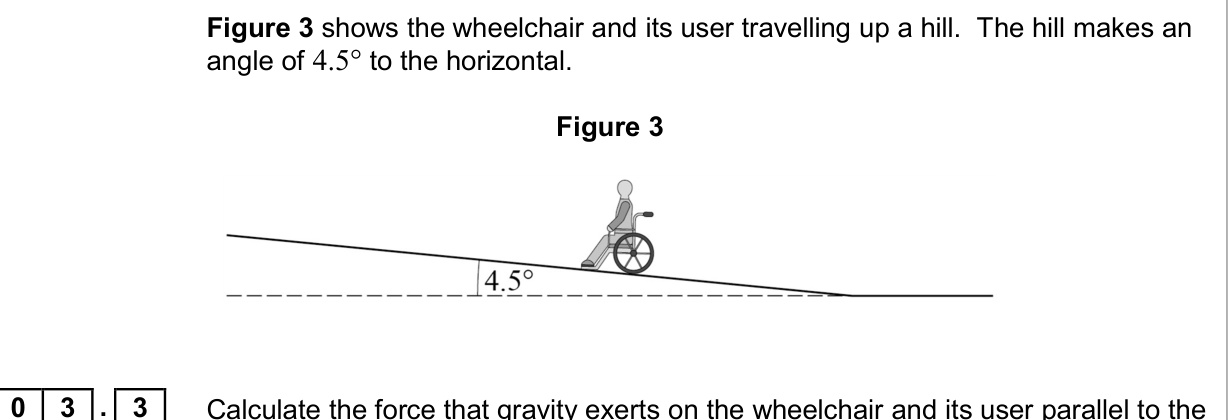 Figure 3 shows the wheelchair and its user travelling up a hill.  The hill makes an
angle of 4.5° to the horizontal.
Figure 3
4.5°
0 3 . 3 Calculate the force that gravity exerts on the wheelchair and its user parallel to the